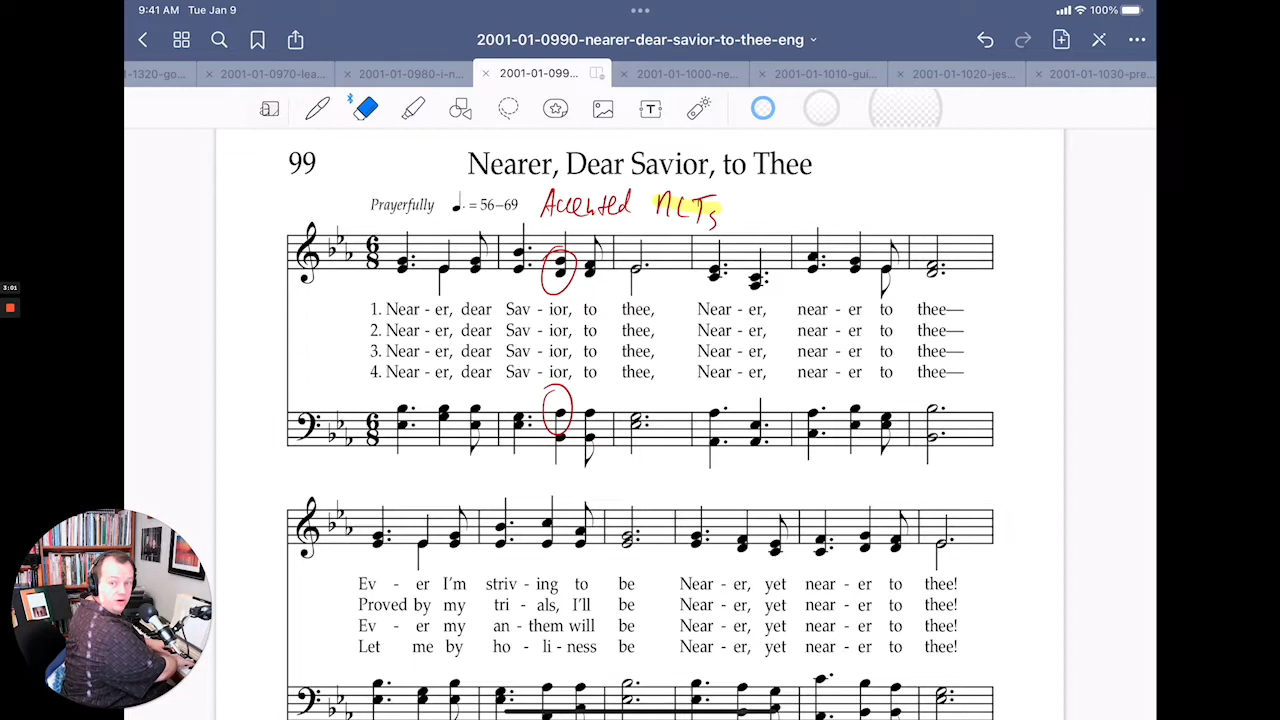 9:41 AM Tue Jan 9
100%
2001-01-0990-nearer-dear-savior-to-thee-eng
-1320-go... 2001-01-0970-lea... 2001-01-0980-i-n... 2001-01-099... 2001-01-1000-ne... 2001-01-1010-gui... 2001-01-1020-jes... 2001-01-1030-pre...
99 Nearer, Dear Savior, to Thee
Prayerfully ♩. = 56–69 Accented NCTs
6
8
3:01
1. Near - er, dear Sav - ior, to thee, Near - er, near - er to thee—
2. Near - er, dear Sav - ior, to thee, Near - er, near - er to thee—
3. Near - er, dear Sav - ior, to thee, Near - er, near - er to thee—
4. Near - er, dear Sav - ior, to thee, Near - er, near - er to thee—
6
8
Ev - er I'm striv - ing to be Near - er, yet near - er to thee!
Proved by my tri - als, I'll be Near - er, yet near - er to thee!
Ev - er my an - them will be Near - er, yet near - er to thee!
Let me by ho - li - ness be Near - er, yet near - er to thee!